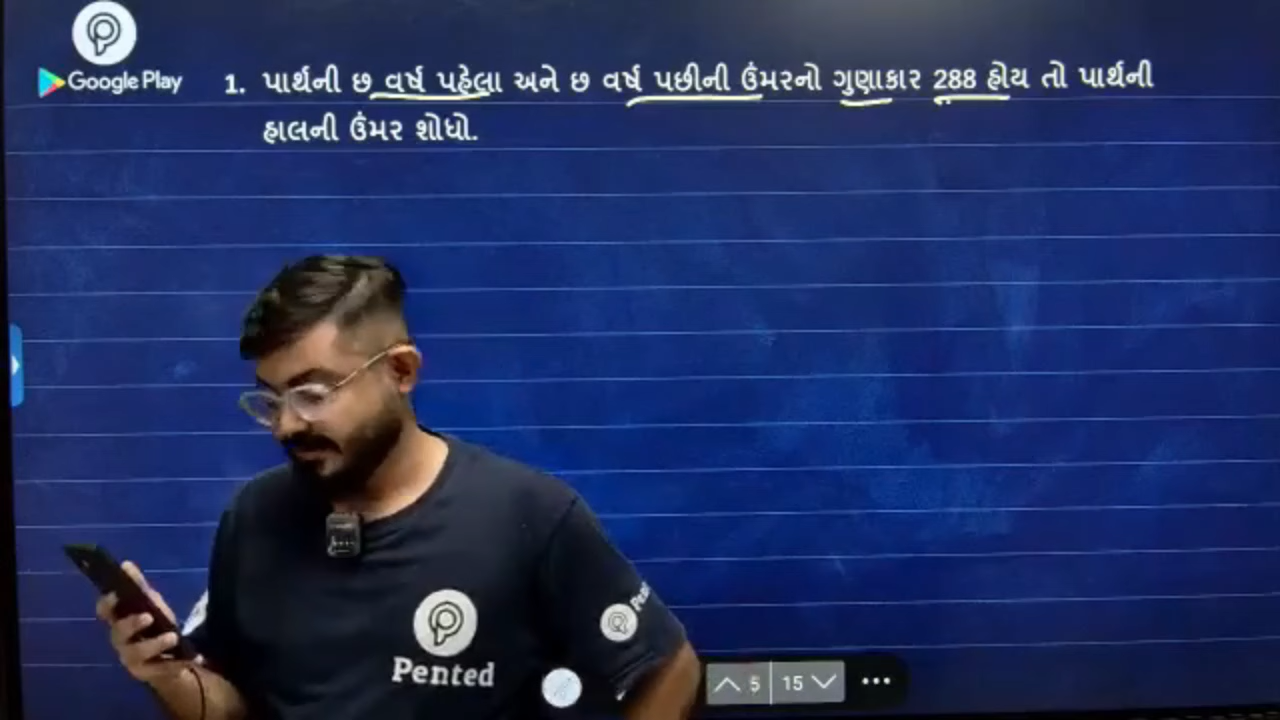 Google Play
1. પાર્થની છ વર્ષ પહેલા અને છ વર્ષ પછીની ઉંમરનો ગુણાકાર 288 હોય તો પાર્થની
હાલની ઉંમર શોધો.
Pented
5 15